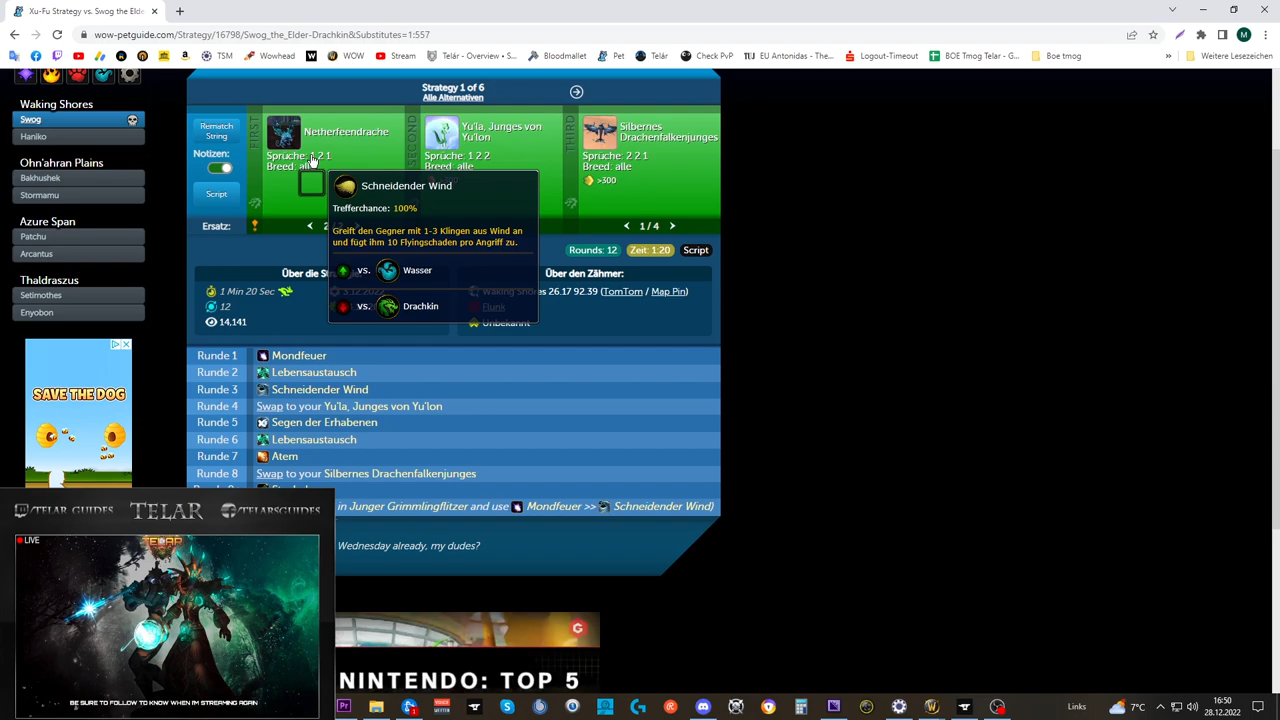 Xu-Fu Strategy vs. Swog the Eld
wow-petguide.com/Strategy/16798/Swog_the_Elder-Drachkin&Substitutes=1:557
TSM
Wowhead
WOW
Stream
Telár - Overview •...
Bloodmallet
Pet
Telár
Check PvP
EU Antonidas - The...
Logout-Timeout
BOE Tmog Telar - G...
Boe tmog
Weitere Lesezeichen
Strategy 1 of 6
Alle Alternativen
Waking Shores
Swog
Haniko
Ohn'ahran Plains
Bakhushek
Stormamu
Azure Span
Patchu
Arcantus
Thaldraszus
Setimothes
Enyobon
Rematch
String
Notizen:
Script
Ersatz:
FIRST
Netherfeendrache
Sprüche: 1 2 1
Breed: alle
SECOND
Yu'la, Junges von
Yu'lon
Sprüche: 1 2 2
Breed: alle
THIRD
Silbernes
Drachenfalkenjunges
Sprüche: 2 2 1
Breed: alle
>300
1 / 4
Schneidender Wind
Trefferchance: 100%
Greift den Gegner mit 1-3 Klingen aus Wind an
und fügt ihm 10 Flyingschaden pro Angriff zu.
vs. Wasser
vs. Drachkin
Rounds: 12
Zeit: 1:20
Script
Über die Stra
1 Min 20 Sec
12
14,141
Über den Zähmer:
Waking Shores 26.17 92.39 (TomTom / Map Pin)
Flunk
Unbekannt
Runde 1 Mondfeuer
Runde 2 Lebensaustausch
Runde 3 Schneidender Wind
Runde 4 Swap to your Yu'la, Junges von Yu'lon
Runde 5 Segen der Erhabenen
Runde 6 Lebensaustausch
Runde 7 Atem
Runde 8 Swap to your Silbernes Drachenfalkenjunges
in Junger Grimmlingflitzer and use Mondfeuer >> Schneidender Wind)
Wednesday already, my dudes?
SAVE THE DOG
/TELAR GUIDES
TELAR
/TELARSGUIDES
LIVE
TELAR
BE SURE TO FOLLOW TO KNOW WHEN I'M STREAMING AGAIN
NINTENDO: TOP 5
Links
7°C
16:50
28.12.2022